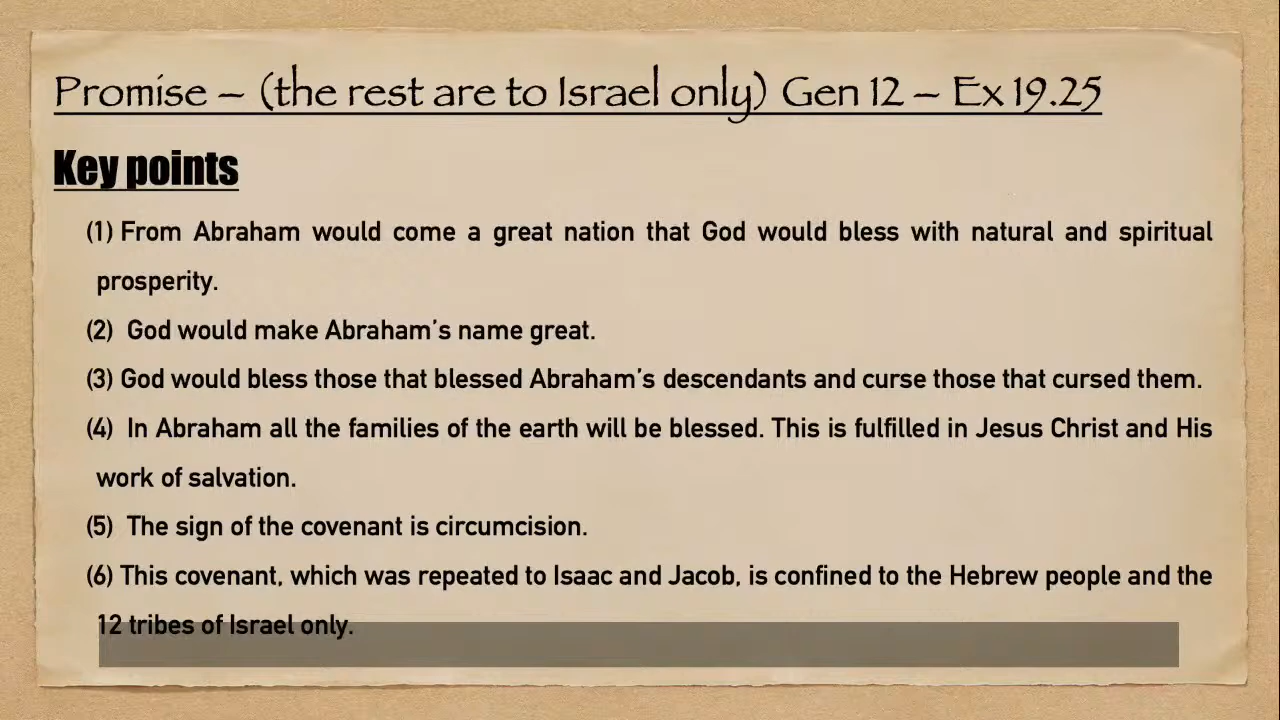 Promise – (the rest are to Israel only) Gen 12 – Ex 19.25
Key points
(1) From Abraham would come a great nation that God would bless with natural and spiritual
prosperity.
(2) God would make Abraham's name great.
(3) God would bless those that blessed Abraham's descendants and curse those that cursed them.
(4) In Abraham all the families of the earth will be blessed. This is fulfilled in Jesus Christ and His
work of salvation.
(5) The sign of the covenant is circumcision.
(6) This covenant, which was repeated to Isaac and Jacob, is confined to the Hebrew people and the
12 tribes of Israel only.